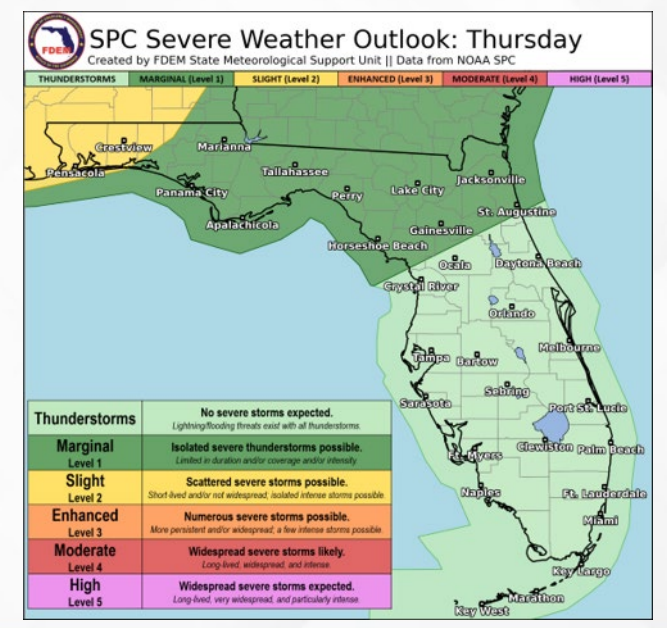 FDEM
SPC Severe Weather Outlook: Thursday
Created by FDEM State Meteorological Support Unit || Data from NOAA SPC
THUNDERSTORMS MARGINAL (Level 1) SLIGHT (Level 2) ENHANCED (Level 3) MODERATE (Level 4) HIGH (Level 5)
Crestview
Marianna
Pensacola
Tallahassee
Jacksonville
Panama City
Perry
Lake City
St. Augustine
Apalachicola
Gainesville
Horseshoe Beach
Ocala
Daytona Beach
Crystal River
Orlando
Melbourne
Tampa
Bartow
Sebring
Sarasota
Port St. Lucie
Ft. Myers
Clewiston
Palm Beach
Naples
Ft. Lauderdale
Miami
Key Largo
Marathon
Key West
Thunderstorms
No severe storms expected.
Lightning/flooding threats exist with all thunderstorms.
Marginal
Level 1
Isolated severe thunderstorms possible.
Limited in duration and/or coverage and/or intensity
Slight
Level 2
Scattered severe storms possible.
Short-lived and/or not widespread; isolated intense storms possible.
Enhanced
Level 3
Numerous severe storms possible.
More persistent and/or widespread; a few intense storms possible.
Moderate
Level 4
Widespread severe storms likely.
Long-lived, widespread, and intense.
High
Level 5
Widespread severe storms expected.
Long-lived, very widespread, and particularly intense.